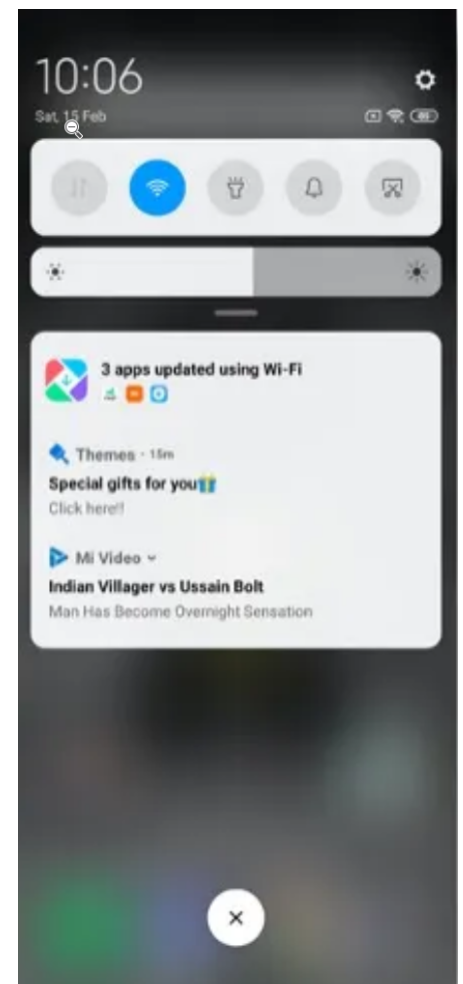 10:06
Sat, 15 Feb
3 apps updated using Wi-Fi
Themes · 15m
Special gifts for you🎁
Click here!!
Mi Video
Indian Villager vs Ussain Bolt
Man Has Become Overnight Sensation